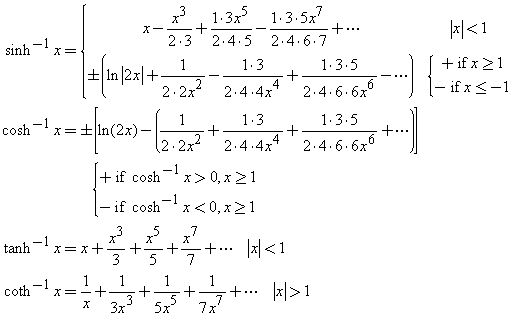 sinh⁻¹ x = { x − x³/(2·3) + 1·3x⁵/(2·4·5) − 1·3·5x⁷/(2·4·6·7) + ··· |x| < 1
± ( ln |2x| + 1/(2·2x²) − 1·3/(2·4·4x⁴) + 1·3·5/(2·4·6·6x⁶) − ··· ) { + if x ≥ 1
− if x ≤ −1
cosh⁻¹ x = ± [ ln(2x) − ( 1/(2·2x²) + 1·3/(2·4·4x⁴) + 1·3·5/(2·4·6·6x⁶) + ··· ) ]
{ + if cosh⁻¹ x > 0, x ≥ 1
− if cosh⁻¹ x < 0, x ≥ 1
tanh⁻¹ x = x + x³/3 + x⁵/5 + x⁷/7 + ··· |x| < 1
coth⁻¹ x = 1/x + 1/(3x³) + 1/(5x⁵) + 1/(7x⁷) + ··· |x| > 1